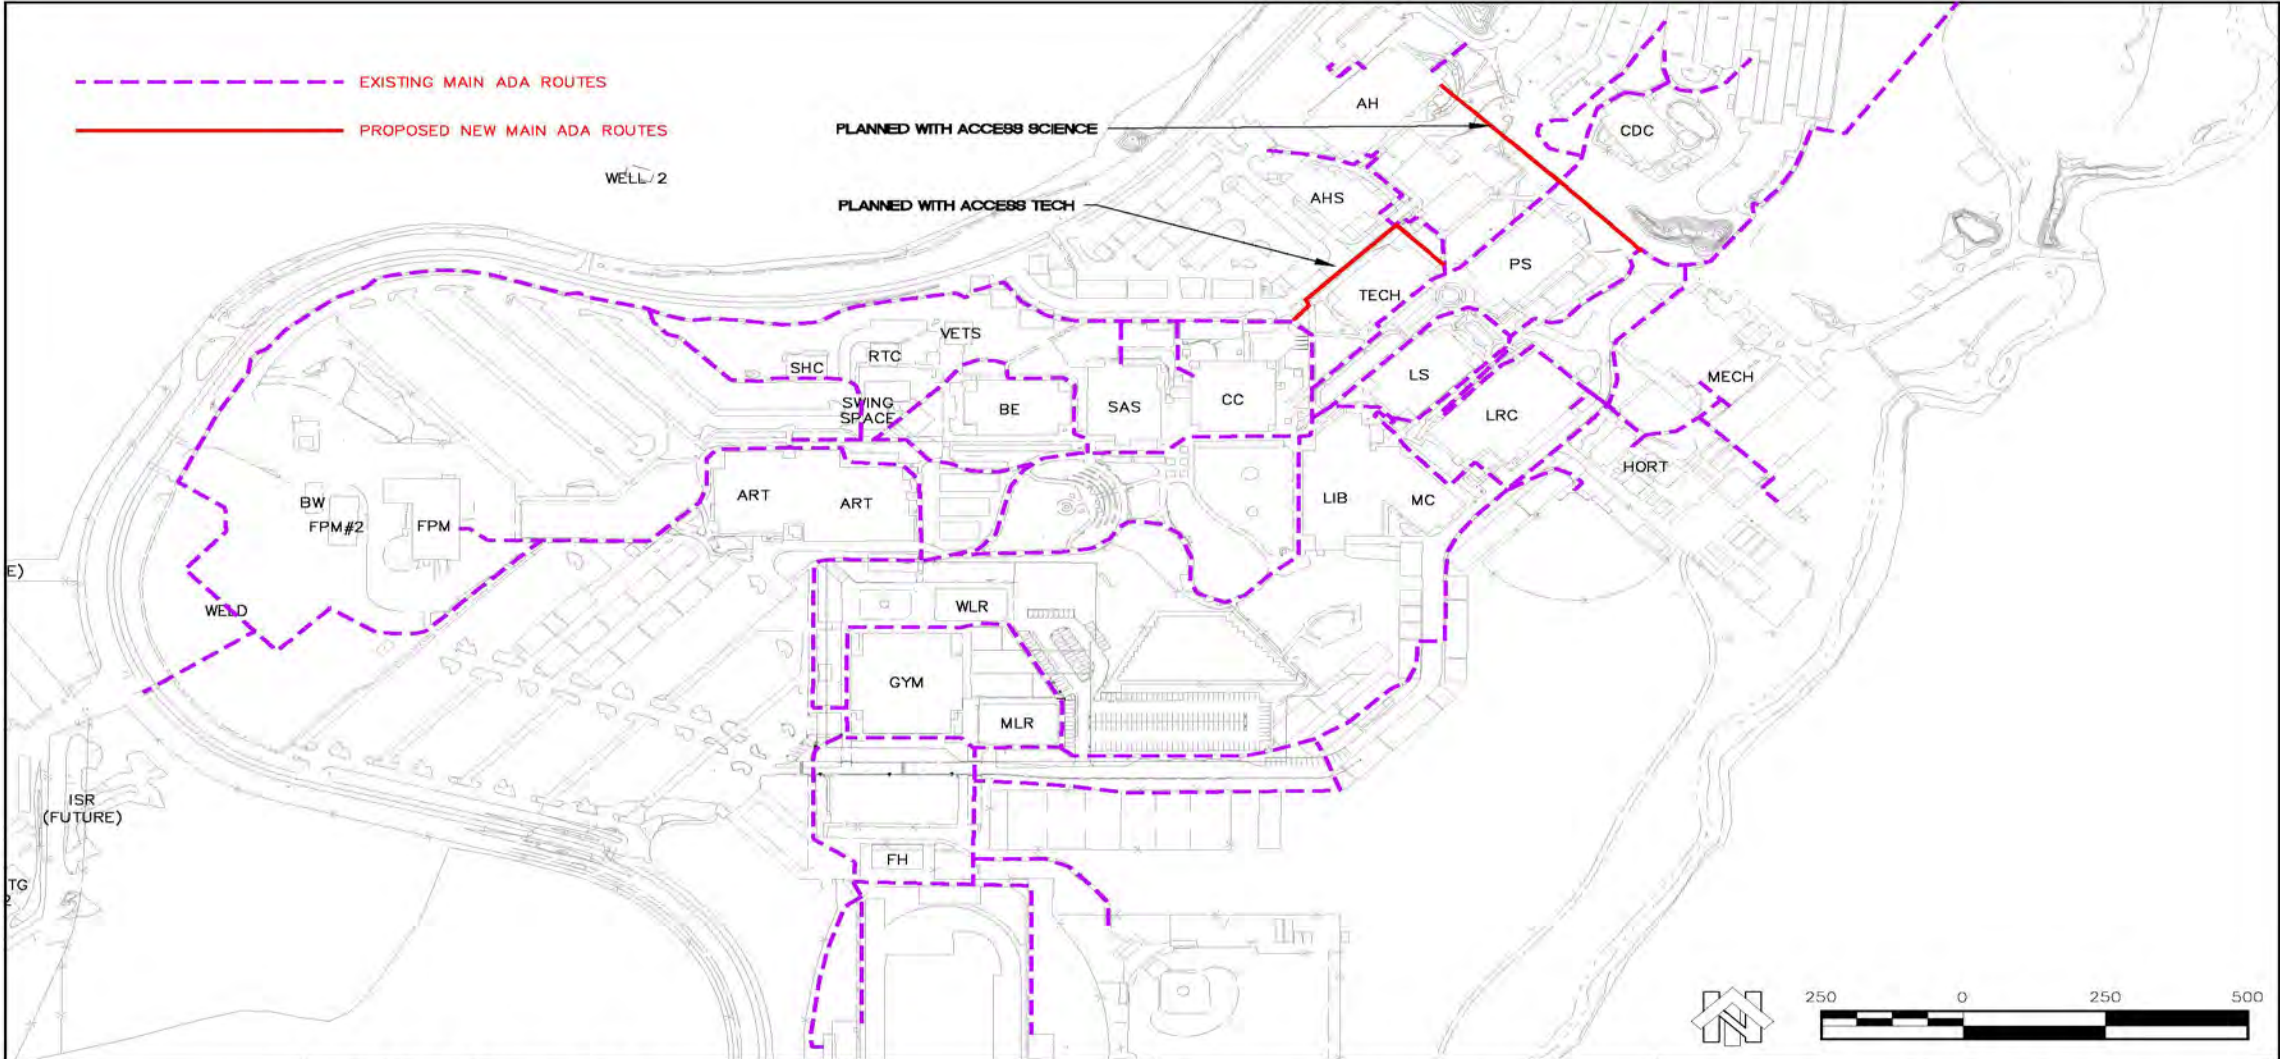 EXISTING MAIN ADA ROUTES
PROPOSED NEW MAIN ADA ROUTES
PLANNED WITH ACCESS SCIENCE
PLANNED WITH ACCESS TECH
WELL 2
AH
CDC
AHS
PS
TECH
VETS
RTC
SHC
SWING
SPACE
BE
SAS
CC
LS
LRC
MECH
HORT
ART
ART
LIB
MC
BW
FPM#2
FPM
E)
WELD
WLR
GYM
MLR
ISR
(FUTURE)
FH
TG
2
N
250
0
250
500